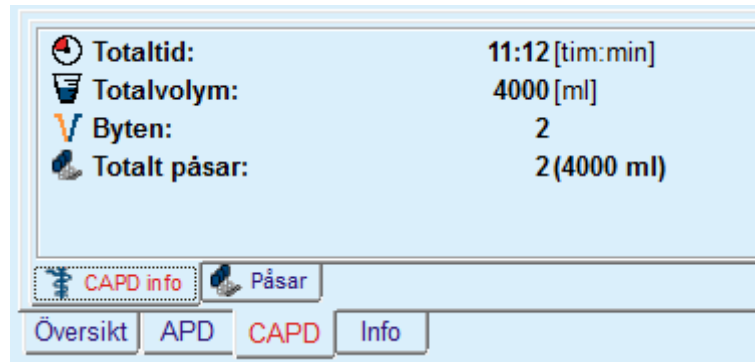 Totaltid: 11:12 [tim:min]
Totalvolym: 4000 [ml]
Byten: 2
Totalt påsar: 2 (4000 ml)
CAPD info Påsar
Översikt APD CAPD Info